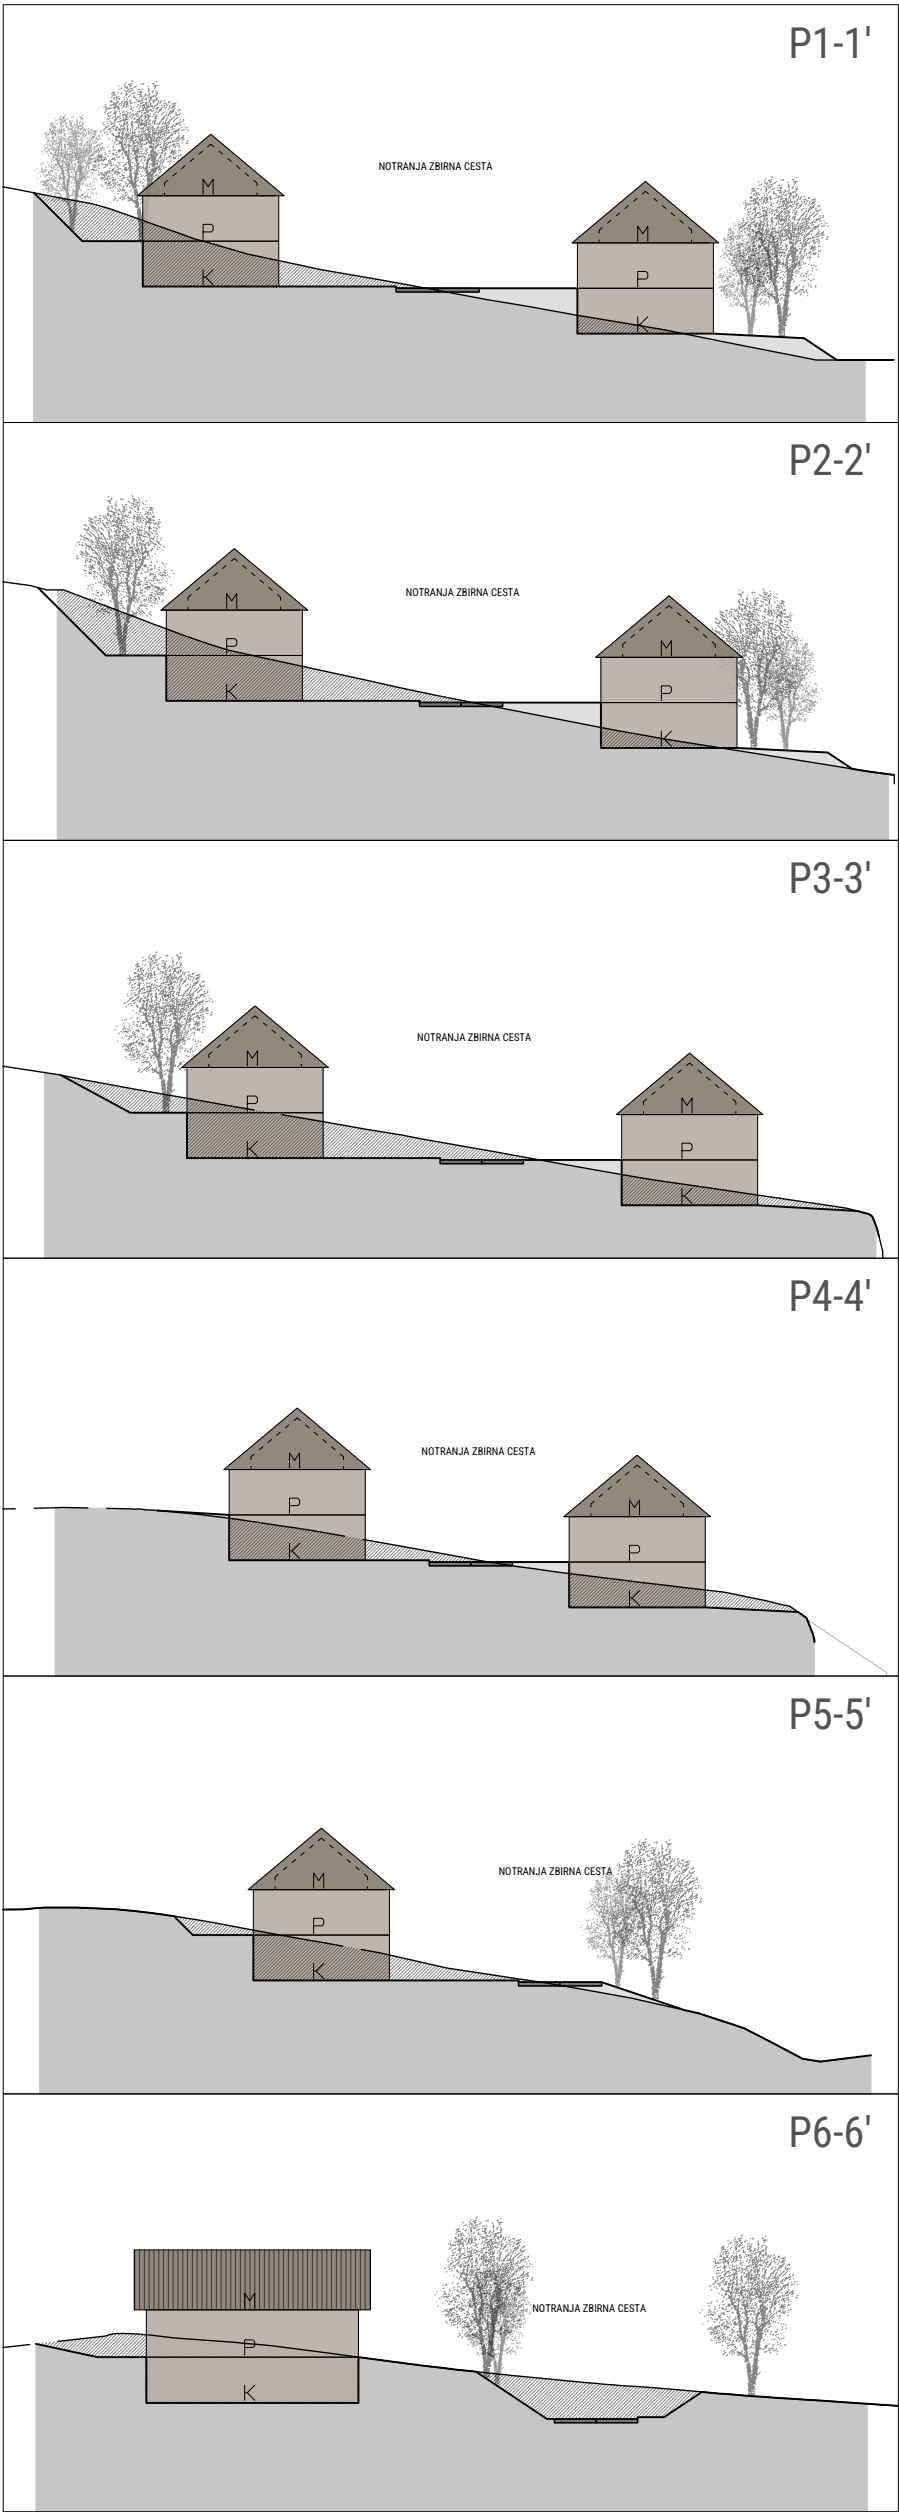 P1-1'
NOTRANJA ZBIRNA CESTA
M
P
K
M
P
K
P2-2'
NOTRANJA ZBIRNA CESTA
M
P
K
M
P
K
P3-3'
NOTRANJA ZBIRNA CESTA
M
P
K
M
P
K
P4-4'
NOTRANJA ZBIRNA CESTA
M
P
K
M
P
K
P5-5'
NOTRANJA ZBIRNA CESTA
M
P
K
P6-6'
NOTRANJA ZBIRNA CESTA
M
P
K